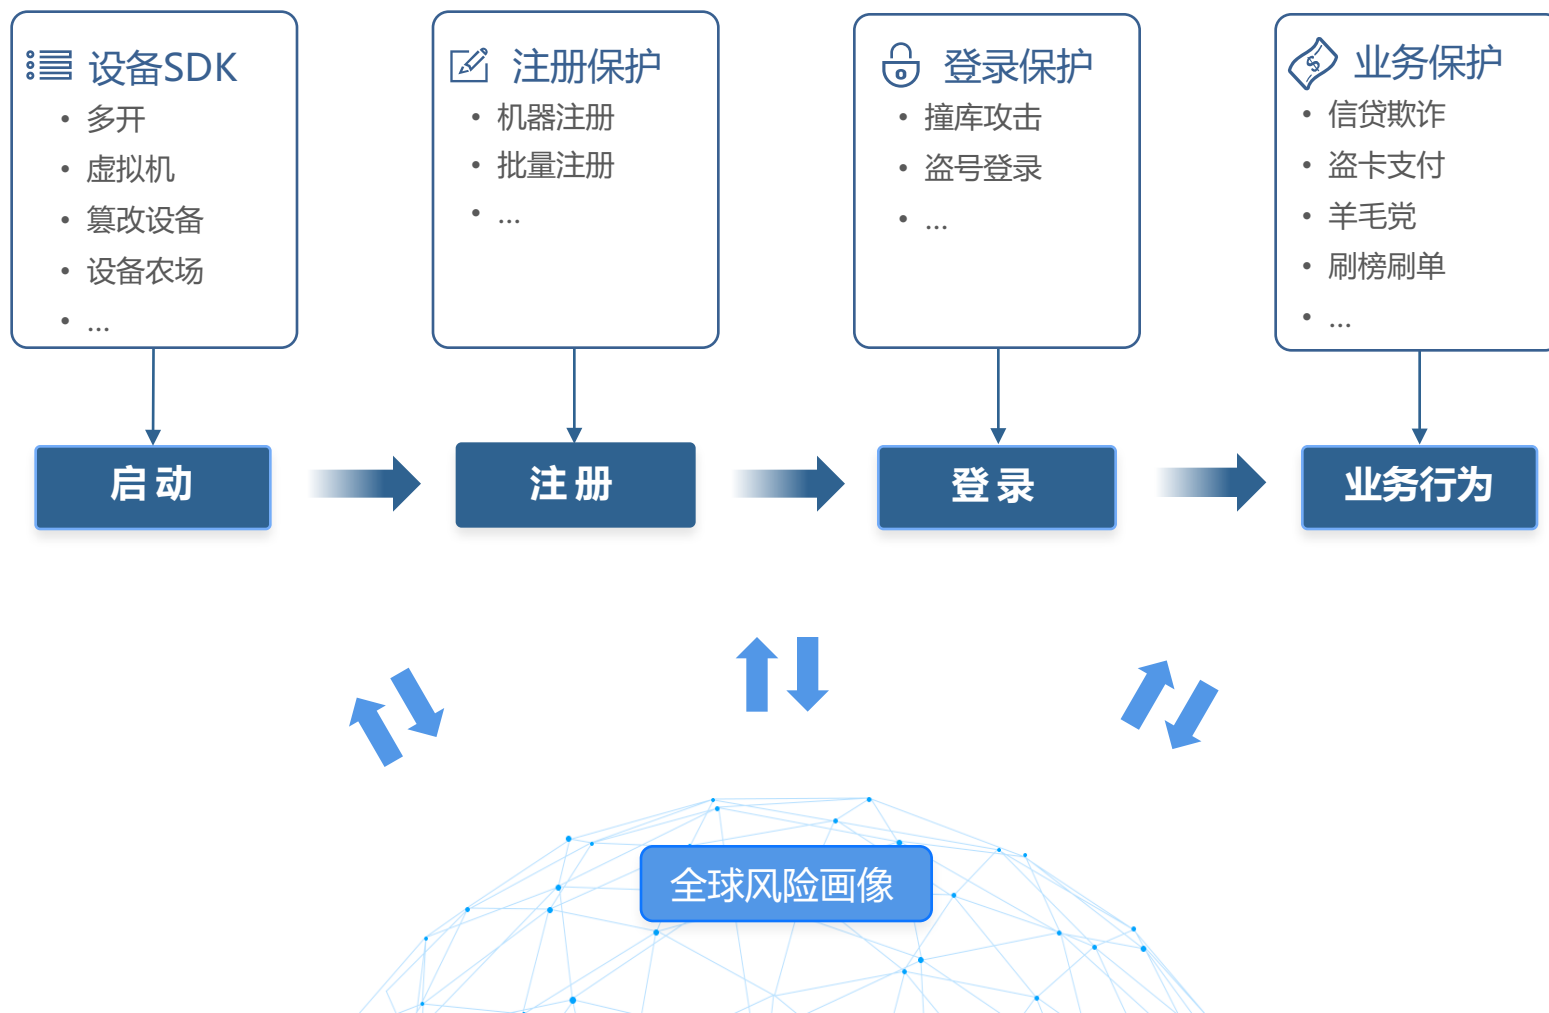 设备SDK
• 多开
• 虚拟机
• 篡改设备
• 设备农场
• ...
注册保护
• 机器注册
• 批量注册
• ...
登录保护
• 撞库攻击
• 盗号登录
• ...
业务保护
• 信贷欺诈
• 盗卡支付
• 羊毛党
• 刷榜刷单
• ...
启动
注册
登录
业务行为
全球风险画像